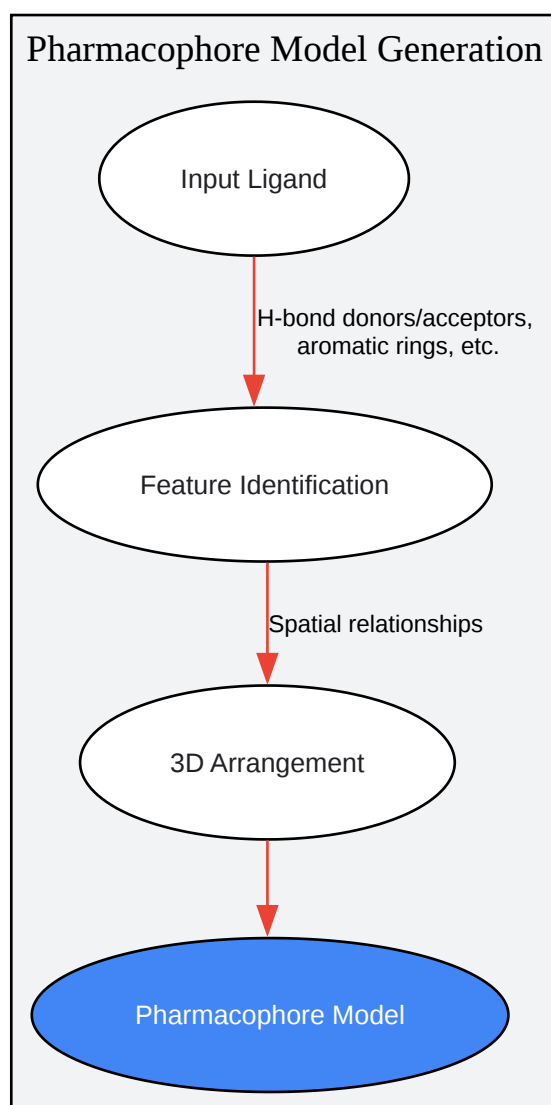 Pharmacophore Model Generation
Input Ligand
H-bond donors/acceptors,
aromatic rings, etc.
Feature Identification
Spatial relationships
3D Arrangement
Pharmacophore Model